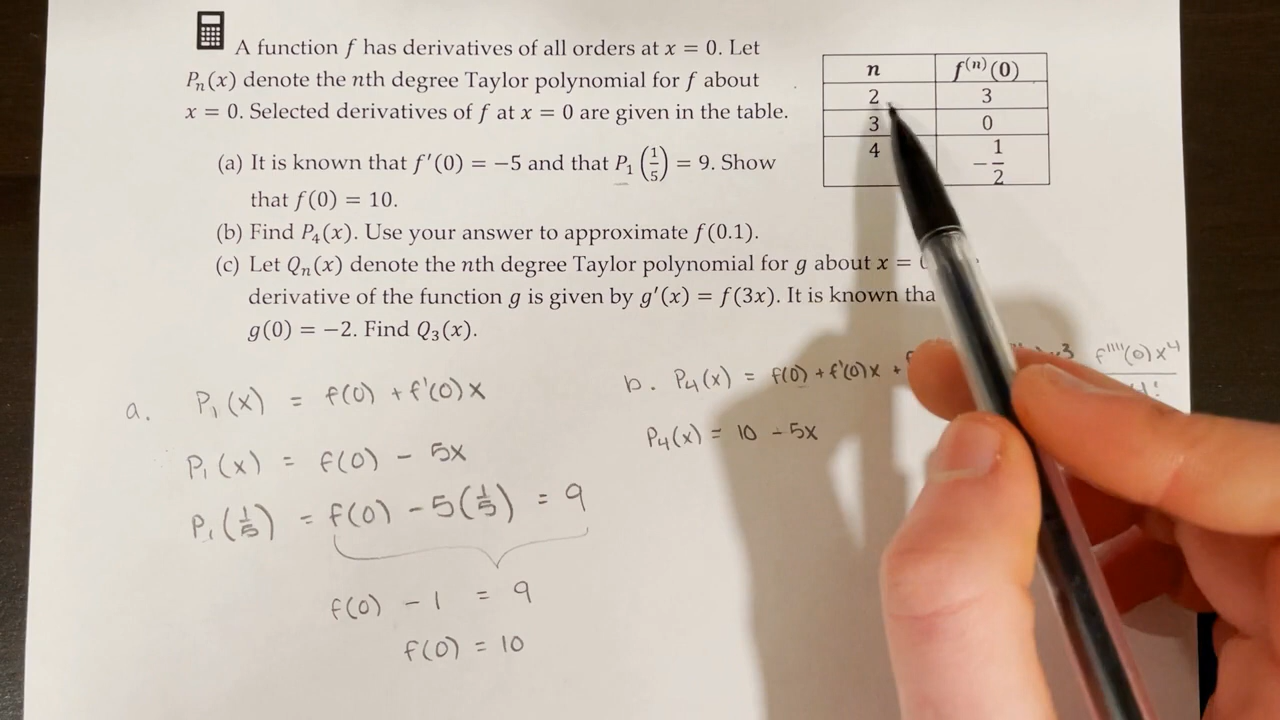 A function f has derivatives of all orders at x = 0. Let
Pₙ(x) denote the nth degree Taylor polynomial for f about
x = 0. Selected derivatives of f at x = 0 are given in the table.
n f⁽ⁿ⁾(0)
2 3
3 0
4 −1/2
(a) It is known that f′(0) = −5 and that P₁(1/5) = 9. Show
that f(0) = 10.
(b) Find P₄(x). Use your answer to approximate f(0.1).
(c) Let Qₙ(x) denote the nth degree Taylor polynomial for g about x =
derivative of the function g is given by g′(x) = f(3x). It is known
g(0) = −2. Find Q₃(x).
a. P₁(x) = f(0) + f'(0)x
P₁(x) = f(0) - 5x
P₁(1/5) = f(0) - 5(1/5) = 9
f(0) - 1 = 9
f(0) = 10
b. P₄(x) = f(0) + f'(0)x + x³ f''''(0)x⁴
P₄(x) = 10 - 5x